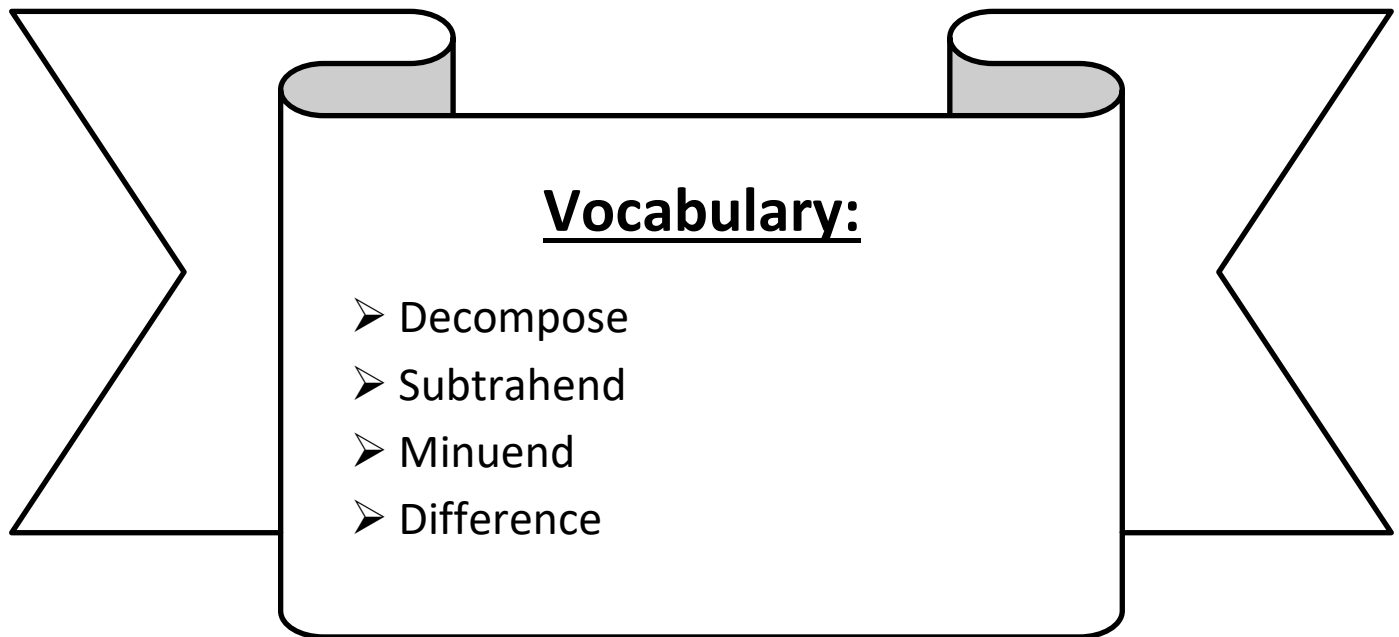 Vocabulary:
➢ Decompose
➢ Subtrahend
➢ Minuend
➢ Difference